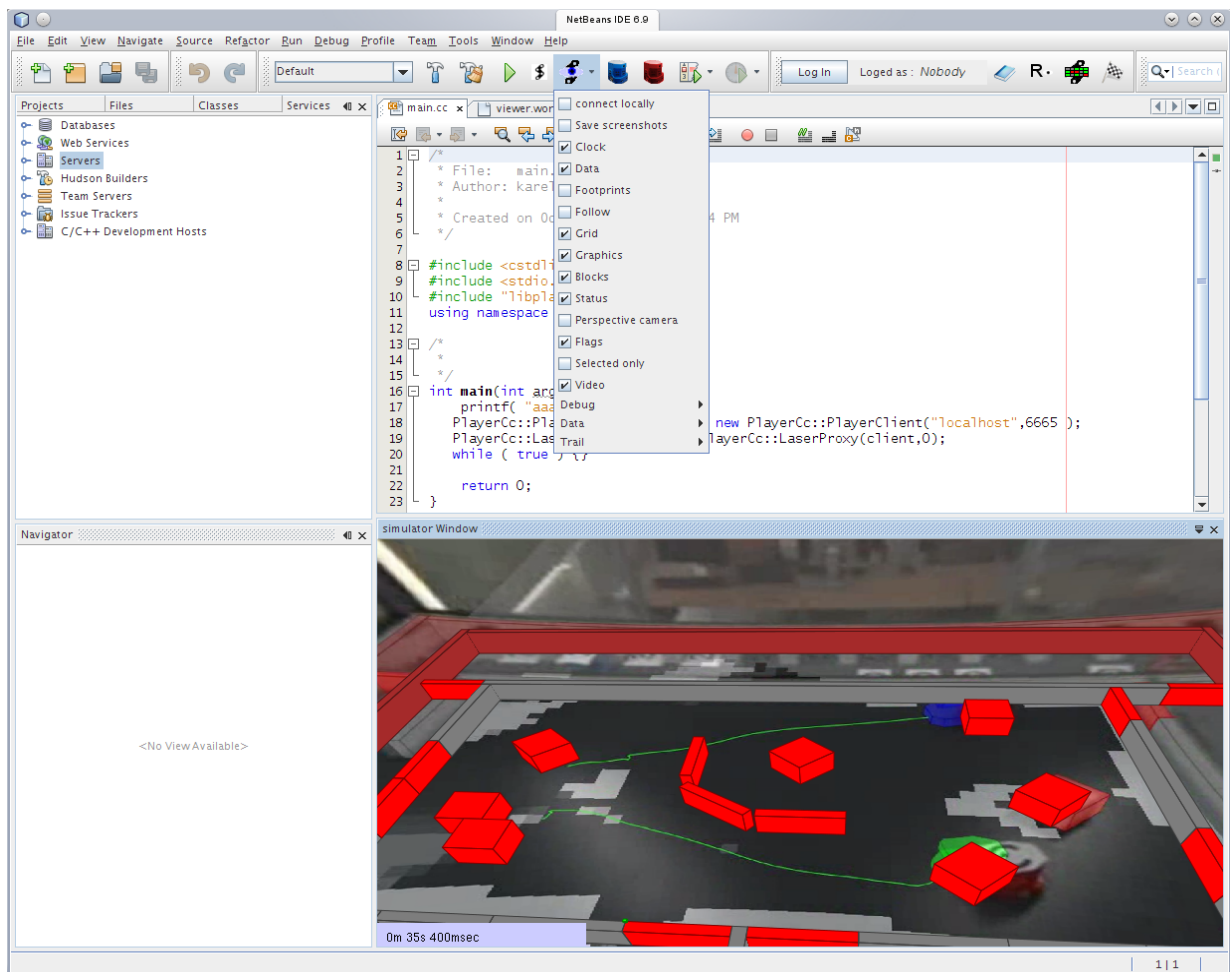 NetBeans IDE 6.9
File Edit View Navigate Source Refactor Run Debug Profile Team Tools Window Help
Default
Log In
Loged as : Nobody
R·
Search
Projects Files Classes Services
Databases
Web Services
Servers
Hudson Builders
Team Servers
Issue Trackers
C/C++ Development Hosts
main.cc x viewer.wor
connect locally
Save screenshots
Clock
Data
Footprints
Follow
Grid
Graphics
Blocks
Status
Perspective camera
Flags
Selected only
Video
Debug
Data
Trail
1 /*
2 * File: main.
3 * Author: karel
4 *
5 * Created on Oc 4 PM
6 */
7
8 #include <cstdli
9 #include <stdio.
10 #include "libpla
11 using namespace
12
13 /*
14 *
15 */
16 int main(int arg
17 printf( "aaa
18 PlayerCc::Pla new PlayerCc::PlayerClient("localhost",6665 );
19 PlayerCc::Las layerCc::LaserProxy(client,0);
20 while ( true ) {}
21
22 return 0;
23 }
Navigator
<No View Available>
simulator Window
0m 35s 400msec
1|1